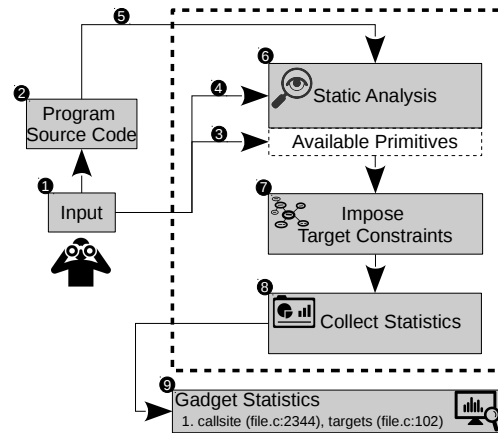 5
6
4
Static Analysis
2
Program
Source Code
3
Available Primitives
1
Input
7
Impose
Target Constraints
8
Collect Statistics
9
Gadget Statistics
1. callsite (file.c:2344), targets (file.c:102)